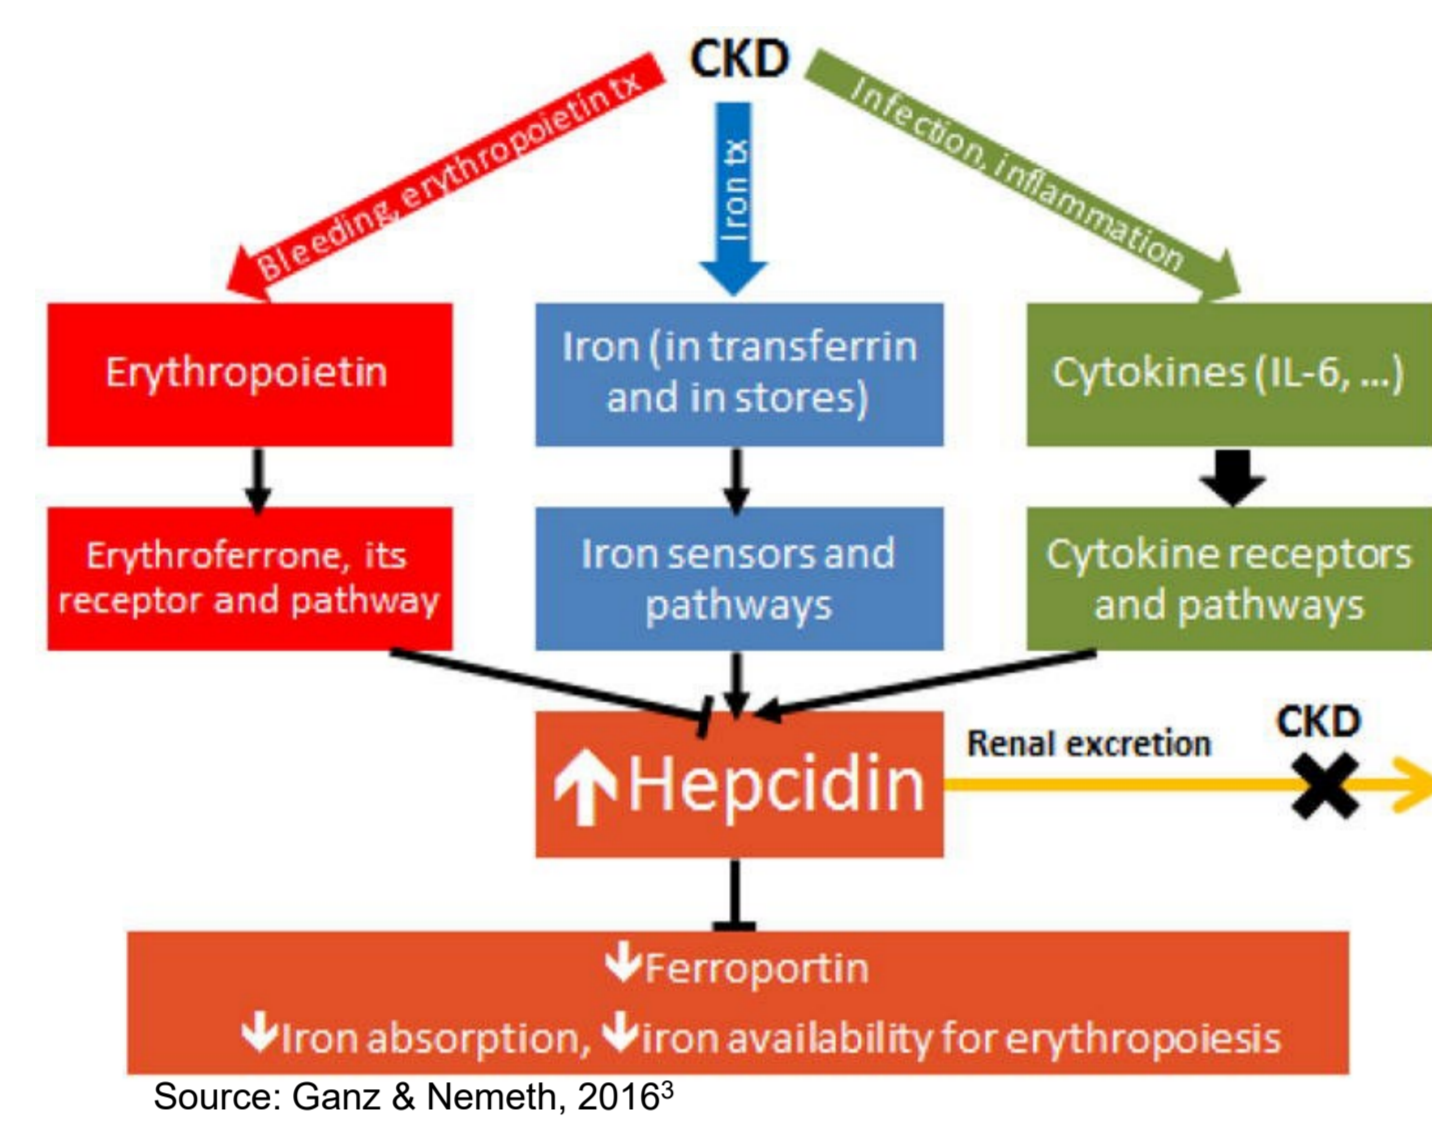 CKD
Bleeding, erythropoietin tx
Iron tx
Infection, inflammation
Erythropoietin
Iron (in transferrin
and in stores)
Cytokines (IL-6, ...)
Erythroferrone, its
receptor and pathway
Iron sensors and
pathways
Cytokine receptors
and pathways
↑Hepcidin
Renal excretion
CKD
↓Ferroportin
↓Iron absorption, ↓iron availability for erythropoiesis
Source: Ganz & Nemeth, 2016³